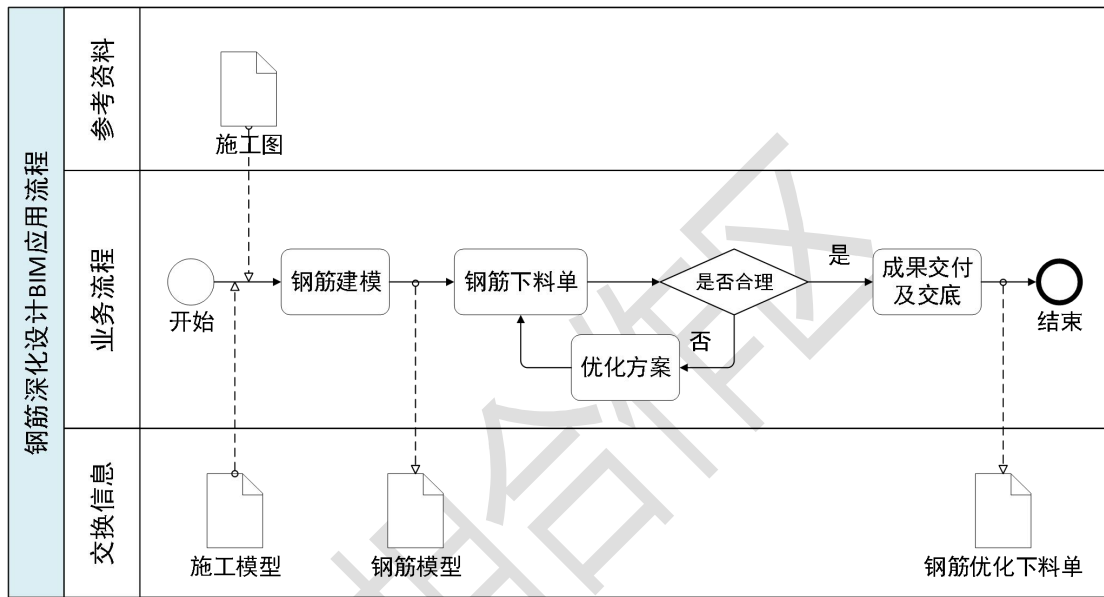 钢筋深化设计BIM应用流程
参考资料
施工图
业务流程
开始
钢筋建模
钢筋下料单
是否合理
是
成果交付
及交底
结束
否
优化方案
交换信息
施工模型
钢筋模型
钢筋优化下料单
合作区